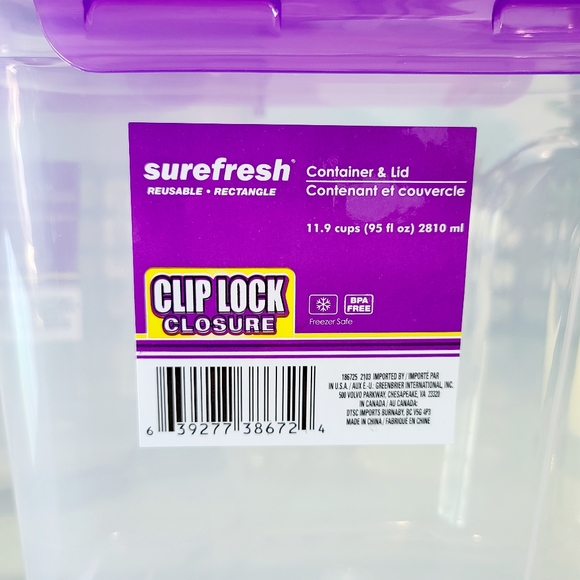 surefresh®
REUSABLE • RECTANGLE
Container & Lid
Contenant et couvercle
11.9 cups (95 fl oz) 2810 ml
CLIP LOCK
CLOSURE
BPA
FREE
Freezer Safe
186725 2103 IMPORTED BY / IMPORTÉ PAR
IN U.S.A. / AUX É.-U.: GREENBRIER INTERNATIONAL, INC.
500 VOLVO PARKWAY, CHESAPEAKE, VA 23320
IN CANADA / AU CANADA:
DTSC IMPORTS BURNABY, BC V5G 4P3
MADE IN CHINA / FABRIQUÉ EN CHINE
6 39277 38672 4